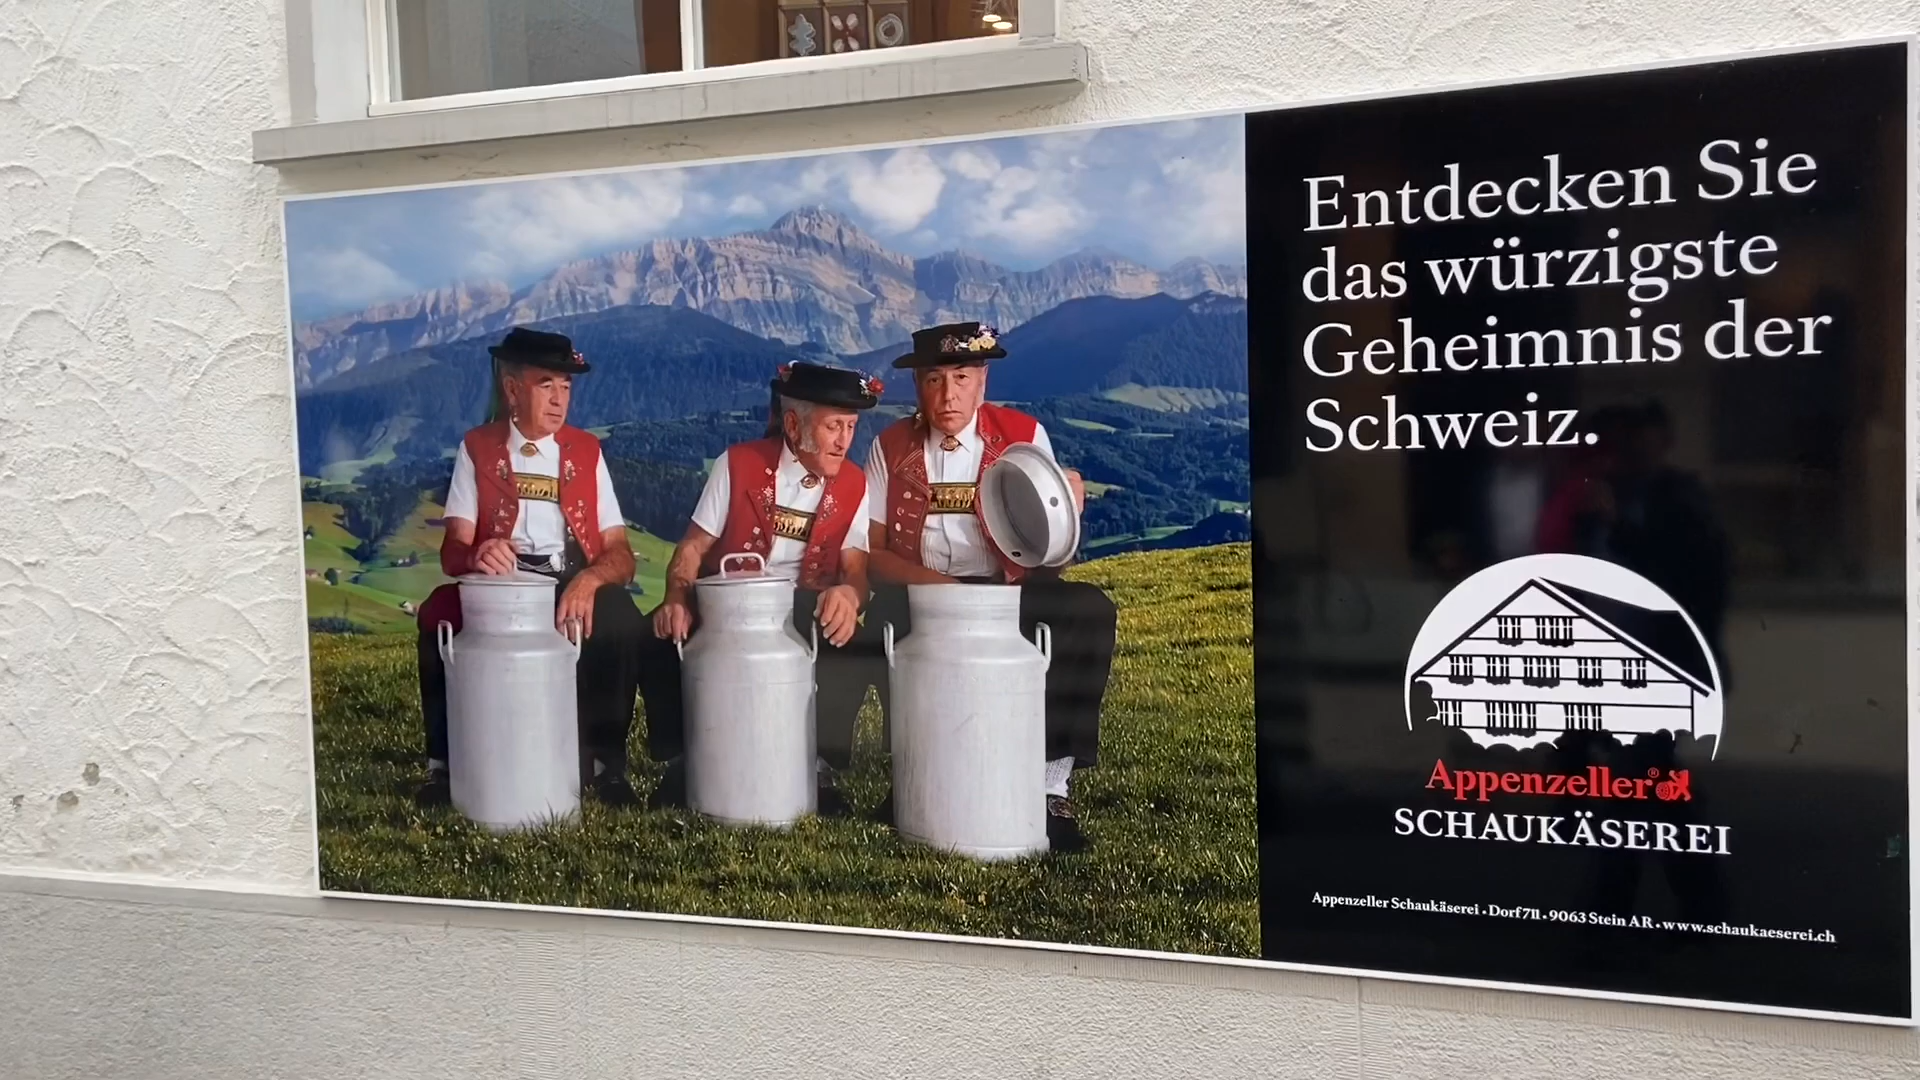 Entdecken Sie
das würzigste
Geheimnis der
Schweiz.
Appenzeller®
SCHAUKÄSEREI
Appenzeller Schaukäserei • Dorf 711 • 9063 Stein AR • www.schaukaeserei.ch